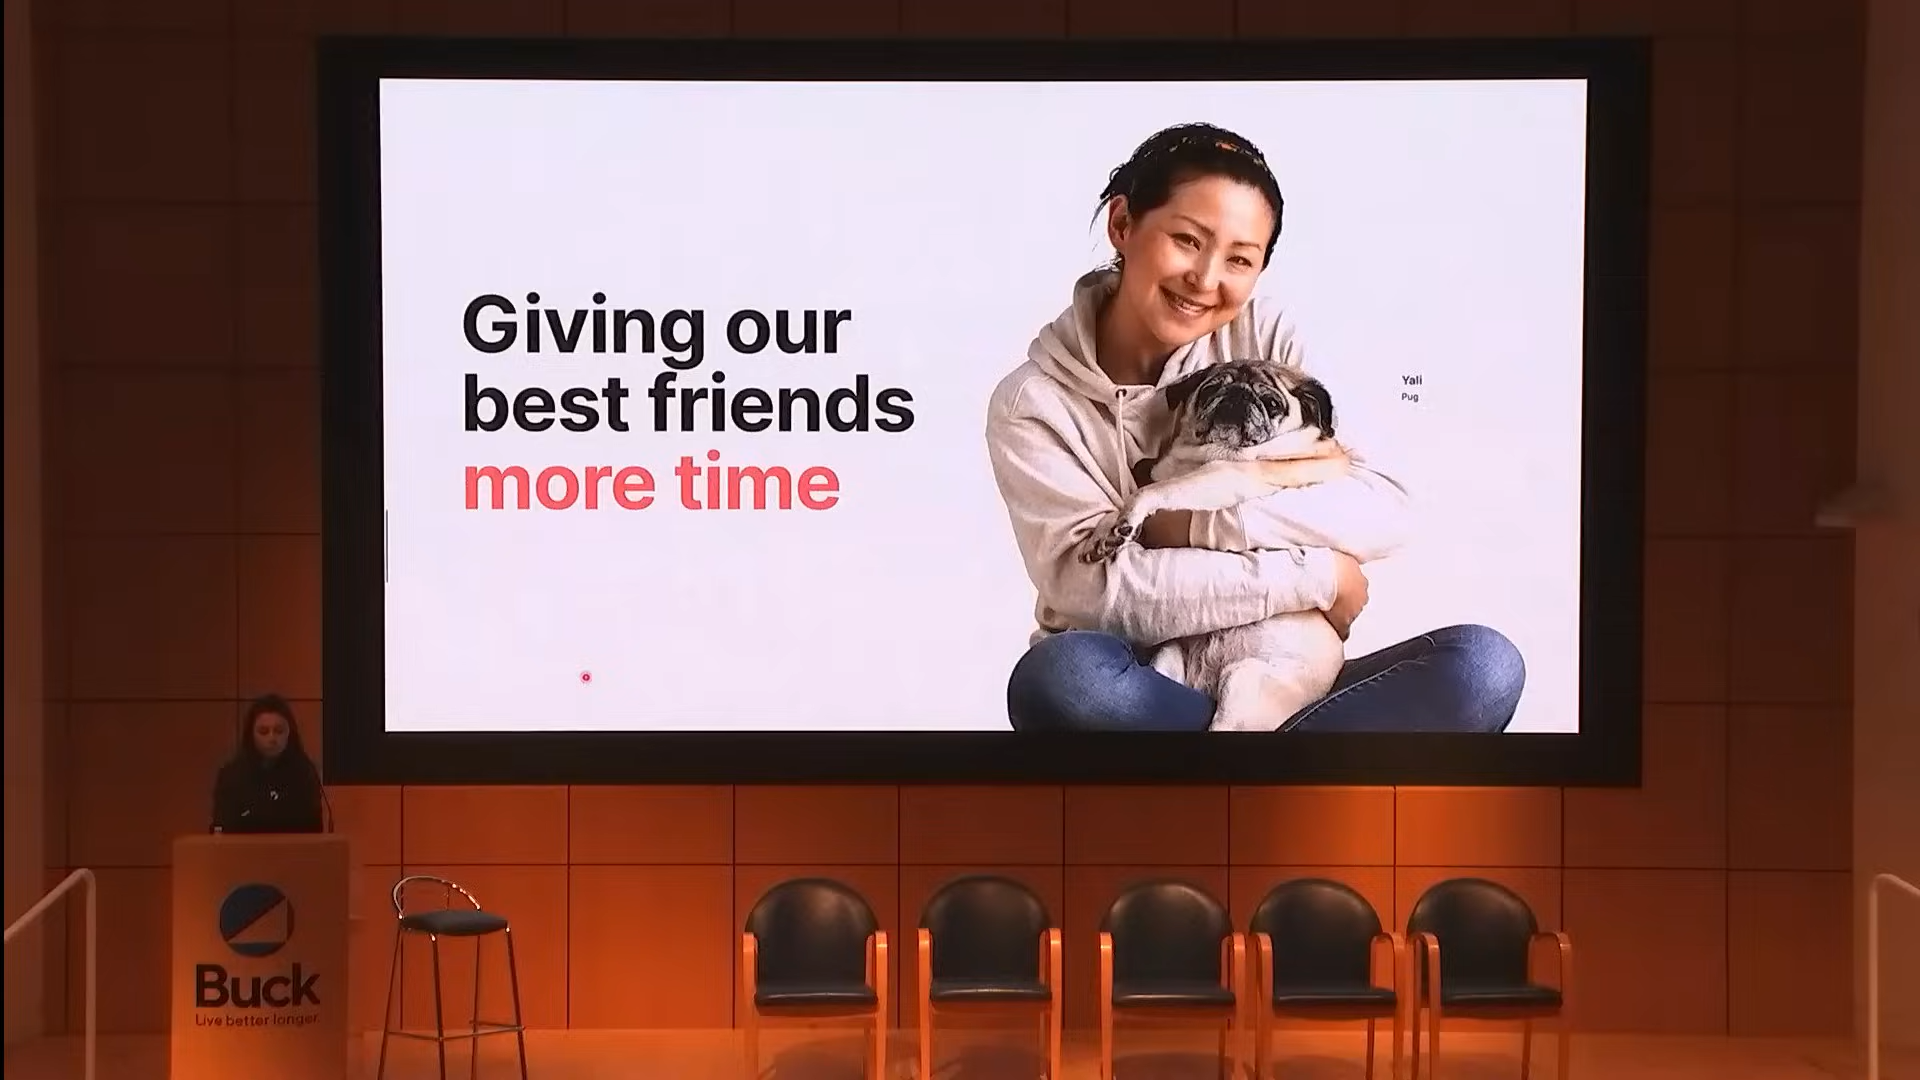 Giving our
best friends
more time
Yali
Pug
Buck
Live better longer.